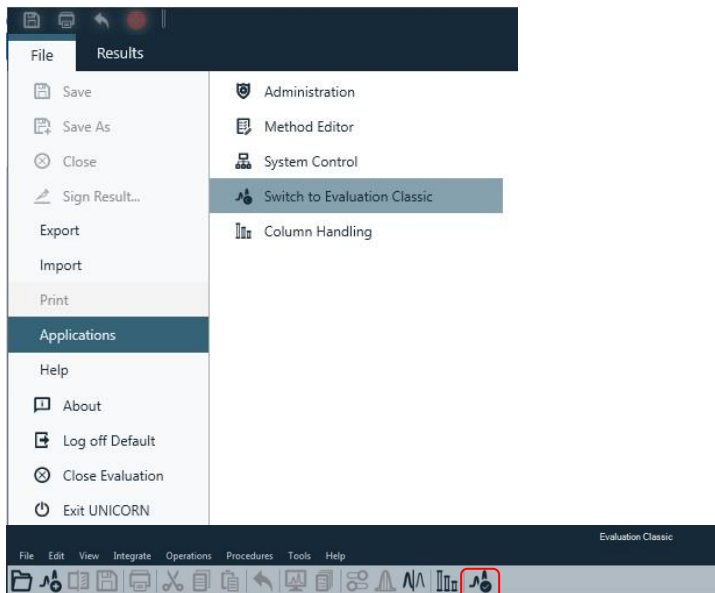 File
Results
Save
Save As
Close
Sign Result...
Export
Import
Print
Applications
Help
About
Log off Default
Close Evaluation
Exit UNICORN
Administration
Method Editor
System Control
Switch to Evaluation Classic
Column Handling
Evaluation Classic
File Edit View Integrate Operations Procedures Tools Help